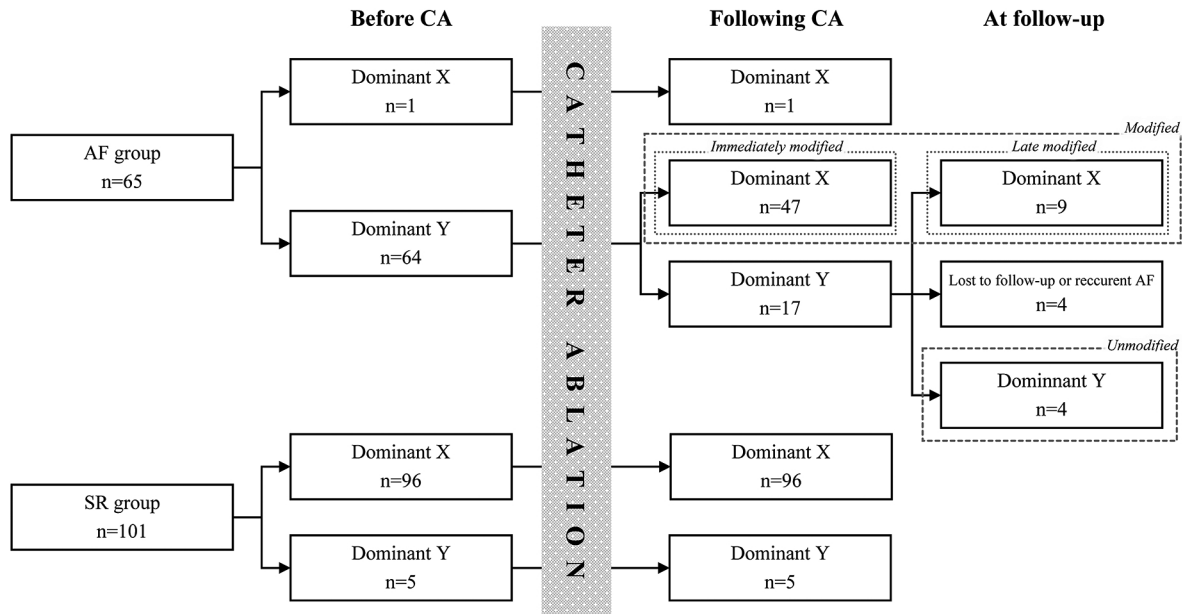 Before CA
Following CA
At follow-up
CATHETER ABLATION
AF group
n=65
Dominant X
n=1
Dominant X
n=1
Modified
Immediately modified
Late modified
Dominant Y
n=64
Dominant X
n=47
Dominant X
n=9
Dominant Y
n=17
Lost to follow-up or reccurent AF
n=4
Unmodified
Dominnant Y
n=4
SR group
n=101
Dominant X
n=96
Dominant X
n=96
Dominant Y
n=5
Dominant Y
n=5